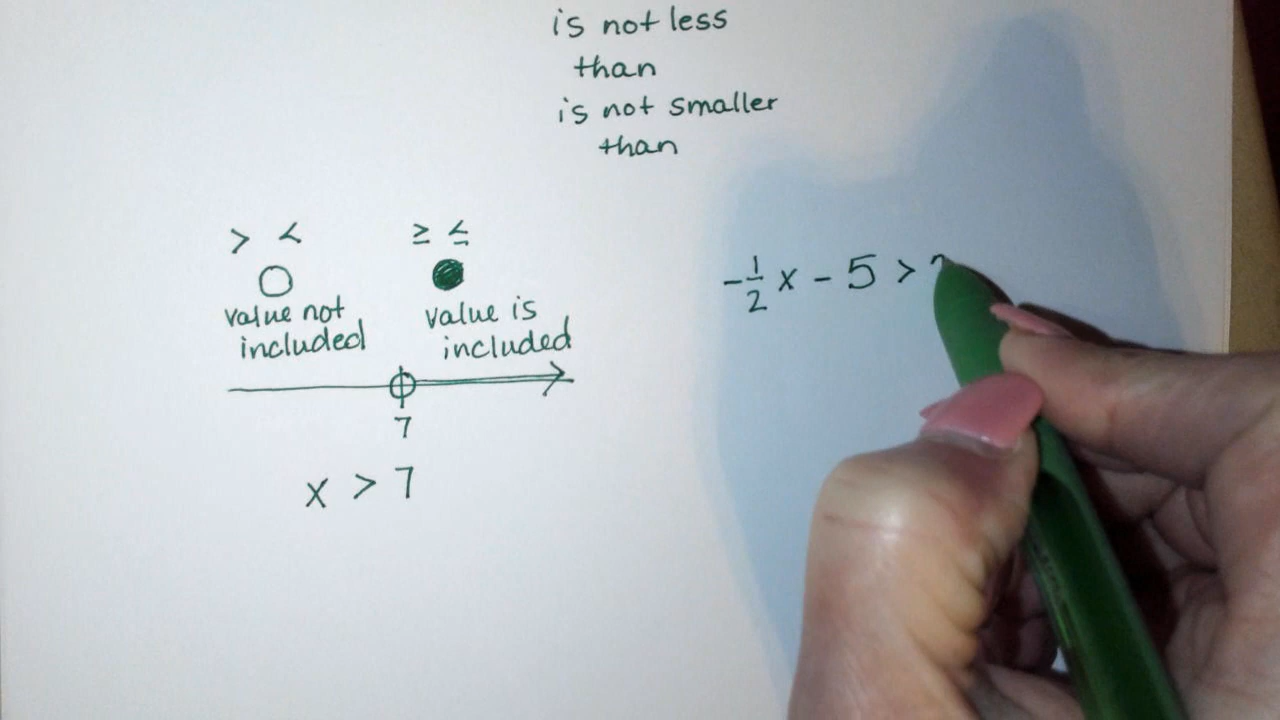 is not less
than
is not smaller
than
> < ≥ ≤
value not value is
included included
7
x > 7
-1/2 x - 5 >